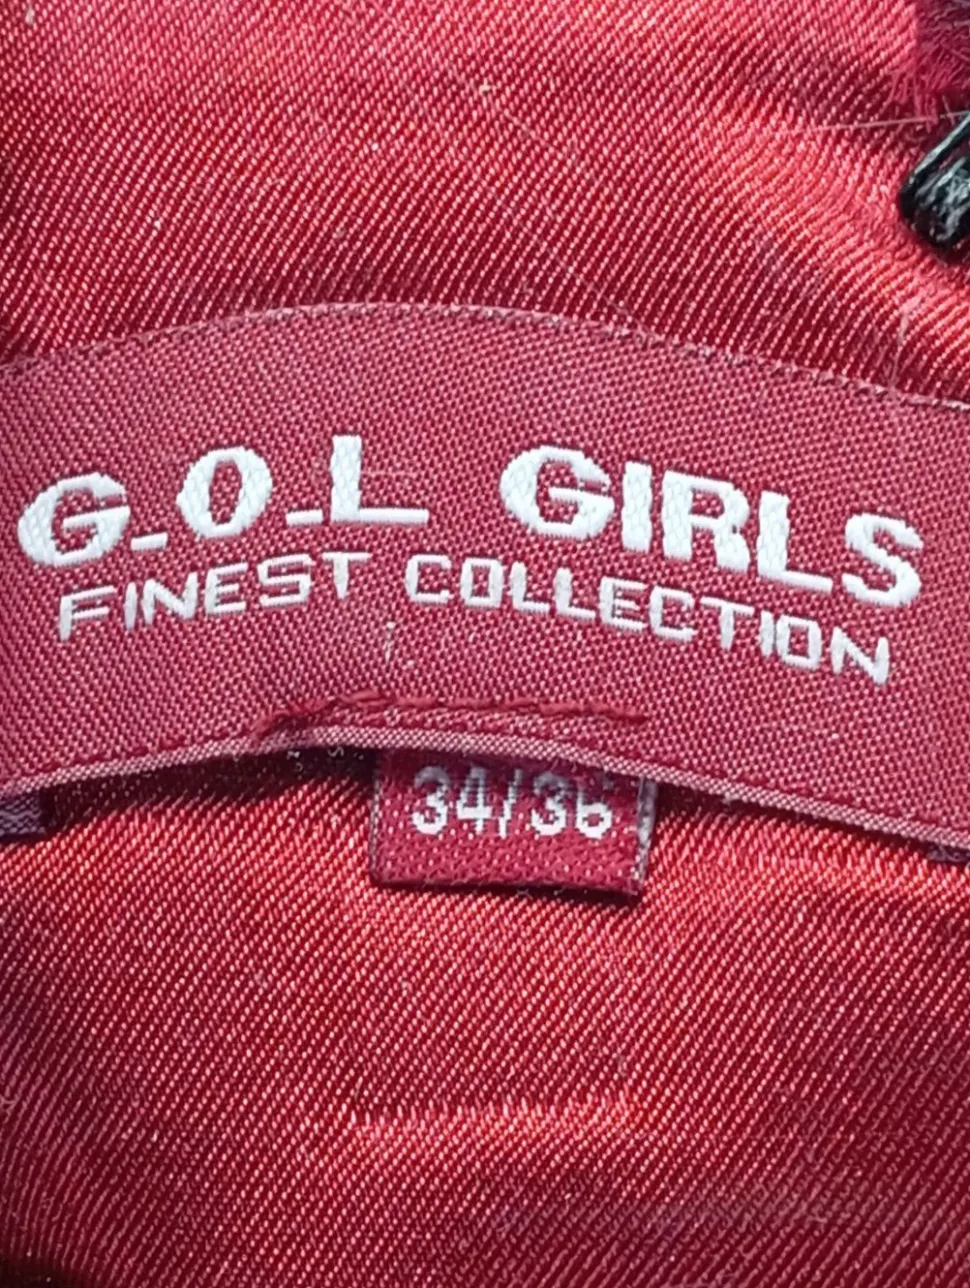 G.O.L GIRLS
FINEST COLLECTION
34/36